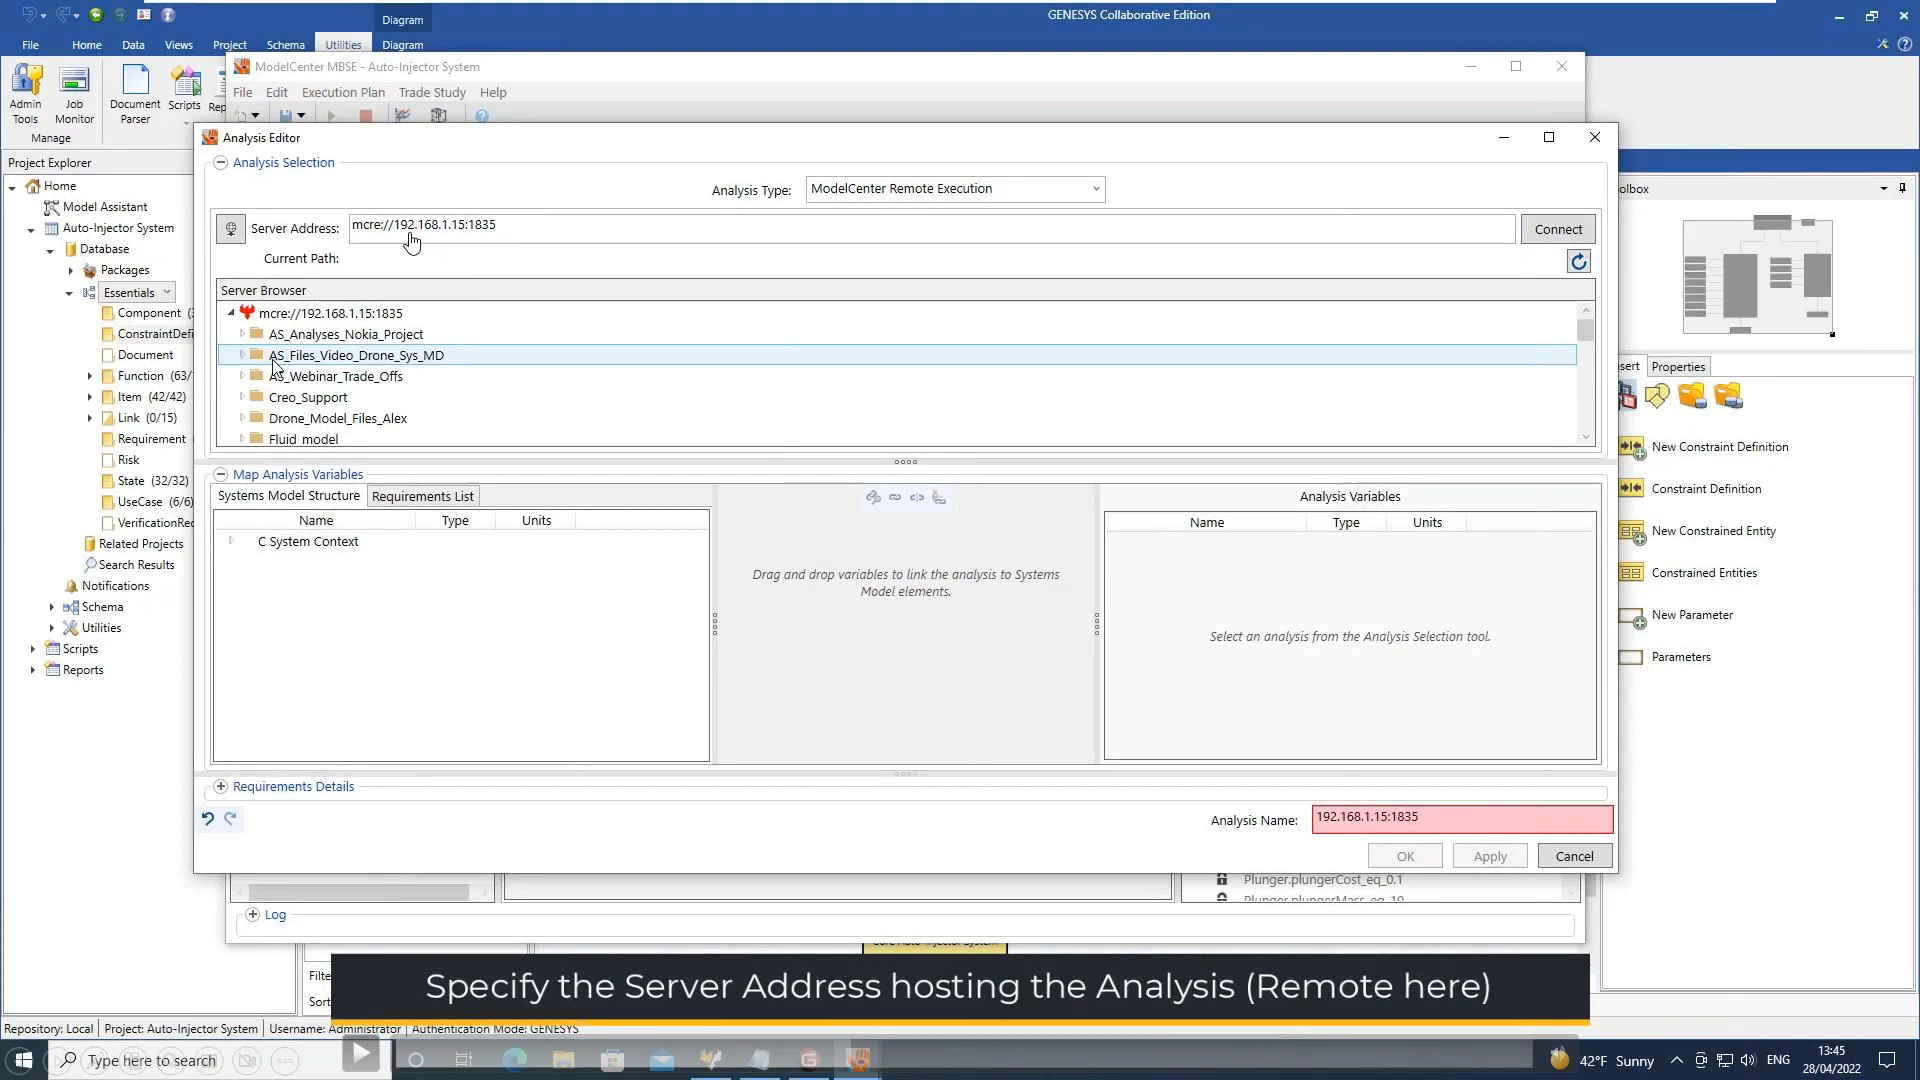 Diagram
GENESYS Collaborative Edition
File Home Data Views Project Schema Utilities Diagram
Admin Tools
Job Monitor
Document Parser
Scripts
Manage
ModelCenter MBSE - Auto-Injector System
File Edit Execution Plan Trade Study Help
Project Explorer
Home
Model Assistant
Auto-Injector System
Database
Packages
Essentials
Component
ConstraintDefi
Document
Function (63/
Item (42/42)
Link (0/15)
Requirement
Risk
State (32/32)
UseCase (6/6)
VerificationRec
Related Projects
Search Results
Notifications
Schema
Utilities
Scripts
Reports
Analysis Editor
Analysis Selection
Analysis Type: ModelCenter Remote Execution
Server Address: mcre://192.168.1.15:1835 Connect
Current Path:
Server Browser
mcre://192.168.1.15:1835
AS_Analyses_Nokia_Project
AS_Files_Video_Drone_Sys_MD
AS_Webinar_Trade_Offs
Creo_Support
Drone_Model_Files_Alex
Fluid_model
Map Analysis Variables
Systems Model Structure Requirements List
Name Type Units
C System Context
Drag and drop variables to link the analysis to Systems
Model elements.
Analysis Variables
Name Type Units
Select an analysis from the Analysis Selection tool.
Requirements Details
Analysis Name: 192.168.1.15:1835
OK Apply Cancel
Plunger.plungerCost_eq_0.1
Plunger.plungerMass_eq_10
Log
olbox
sert Properties
New Constraint Definition
Constraint Definition
New Constrained Entity
Constrained Entities
New Parameter
Parameters
Filte
Sort
Specify the Server Address hosting the Analysis (Remote here)
Repository: Local Project: Auto-Injector System Username: Administrator Authentication Mode: GENESYS
Type here to search
42°F Sunny
ENG
13:45
28/04/2022